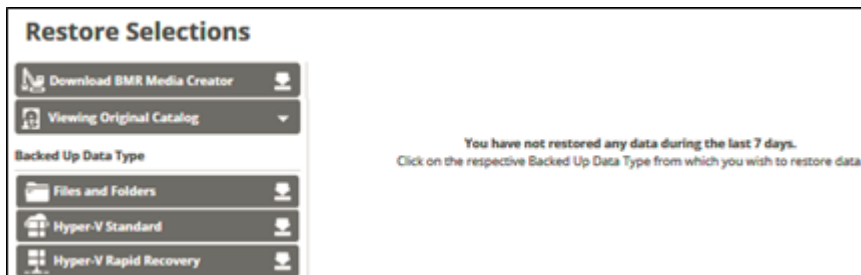 Restore Selections
Download BMR Media Creator
Viewing Original Catalog
Backed Up Data Type
Files and Folders
Hyper-V Standard
Hyper-V Rapid Recovery
You have not restored any data during the last 7 days.
Click on the respective Backed Up Data Type from which you wish to restore data